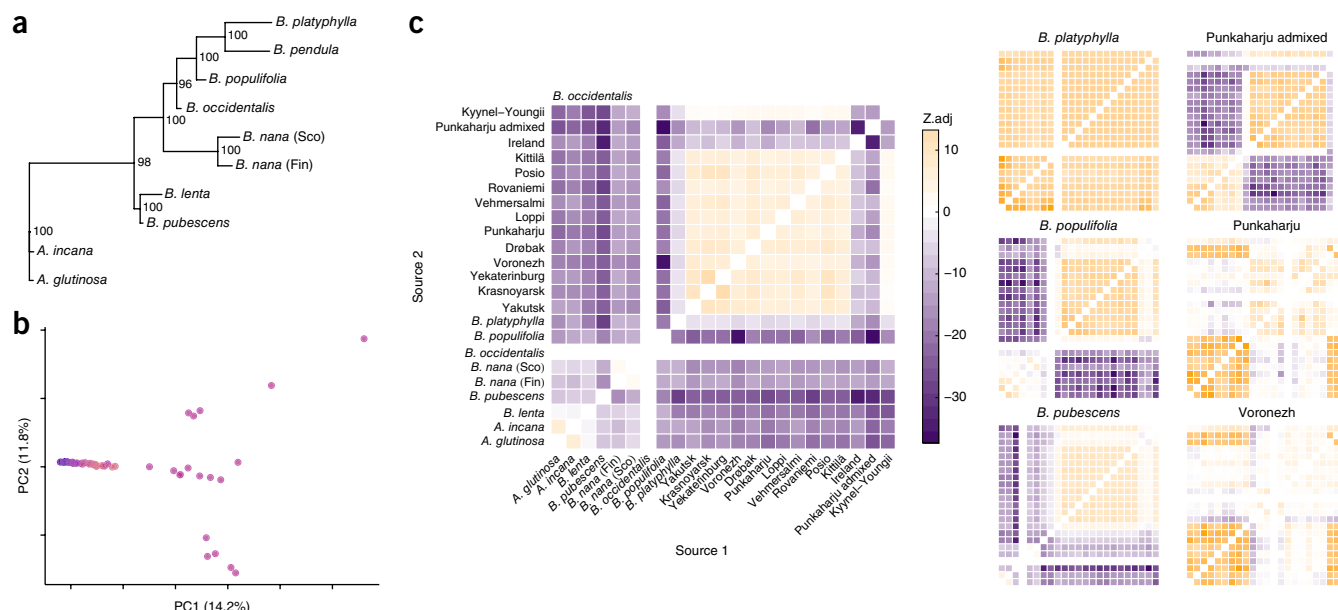 a
B. platyphylla
100
B. pendula
100
B. populifolia
96
B. occidentalis
100
B. nana (Sco)
100
B. nana (Fin)
98
B. lenta
100
B. pubescens
100
A. incana
A. glutinosa
b
PC2 (11.8%)
PC1 (14.2%)
c
B. occidentalis
Kyynel–Youngii
Punkaharju admixed
Ireland
Kittilä
Posio
Rovaniemi
Vehmersalmi
Loppi
Punkaharju
Drøbak
Voronezh
Yekaterinburg
Krasnoyarsk
Yakutsk
B. platyphylla
B. populifolia
B. occidentalis
B. nana (Sco)
B. nana (Fin)
B. pubescens
B. lenta
A. incana
A. glutinosa
Source 2
A. glutinosa
A. incana
B. lenta
B. pubescens
B. nana (Fin)
B. nana (Sco)
B. occidentalis
B. populifolia
B. platyphylla
Yakutsk
Krasnoyarsk
Yekaterinburg
Voronezh
Drøbak
Punkaharju
Loppi
Vehmersalmi
Rovaniemi
Posio
Kittilä
Ireland
Punkaharju admixed
Kyynel–Youngii
Source 1
Z.adj
10
0
−10
−20
−30
B. platyphylla
Punkaharju admixed
B. populifolia
Punkaharju
B. pubescens
Voronezh